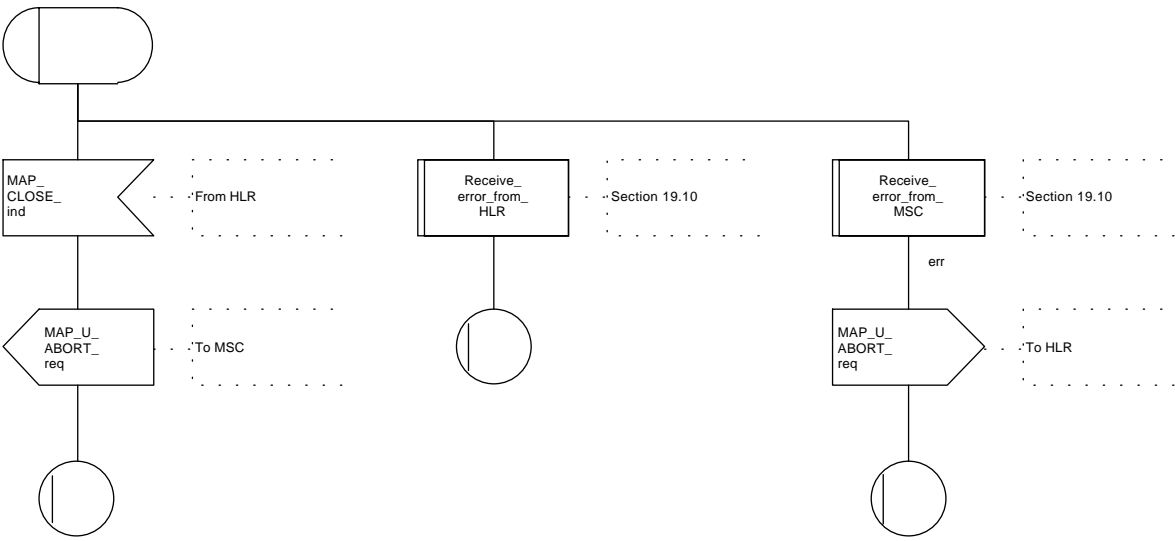 MAP_
CLOSE_
ind
From HLR
Receive_
error_from_
HLR
Section 19.10
Receive_
error_from_
MSC
Section 19.10
err
MAP_U_
ABORT_
req
To MSC
MAP_U_
ABORT_
req
To HLR